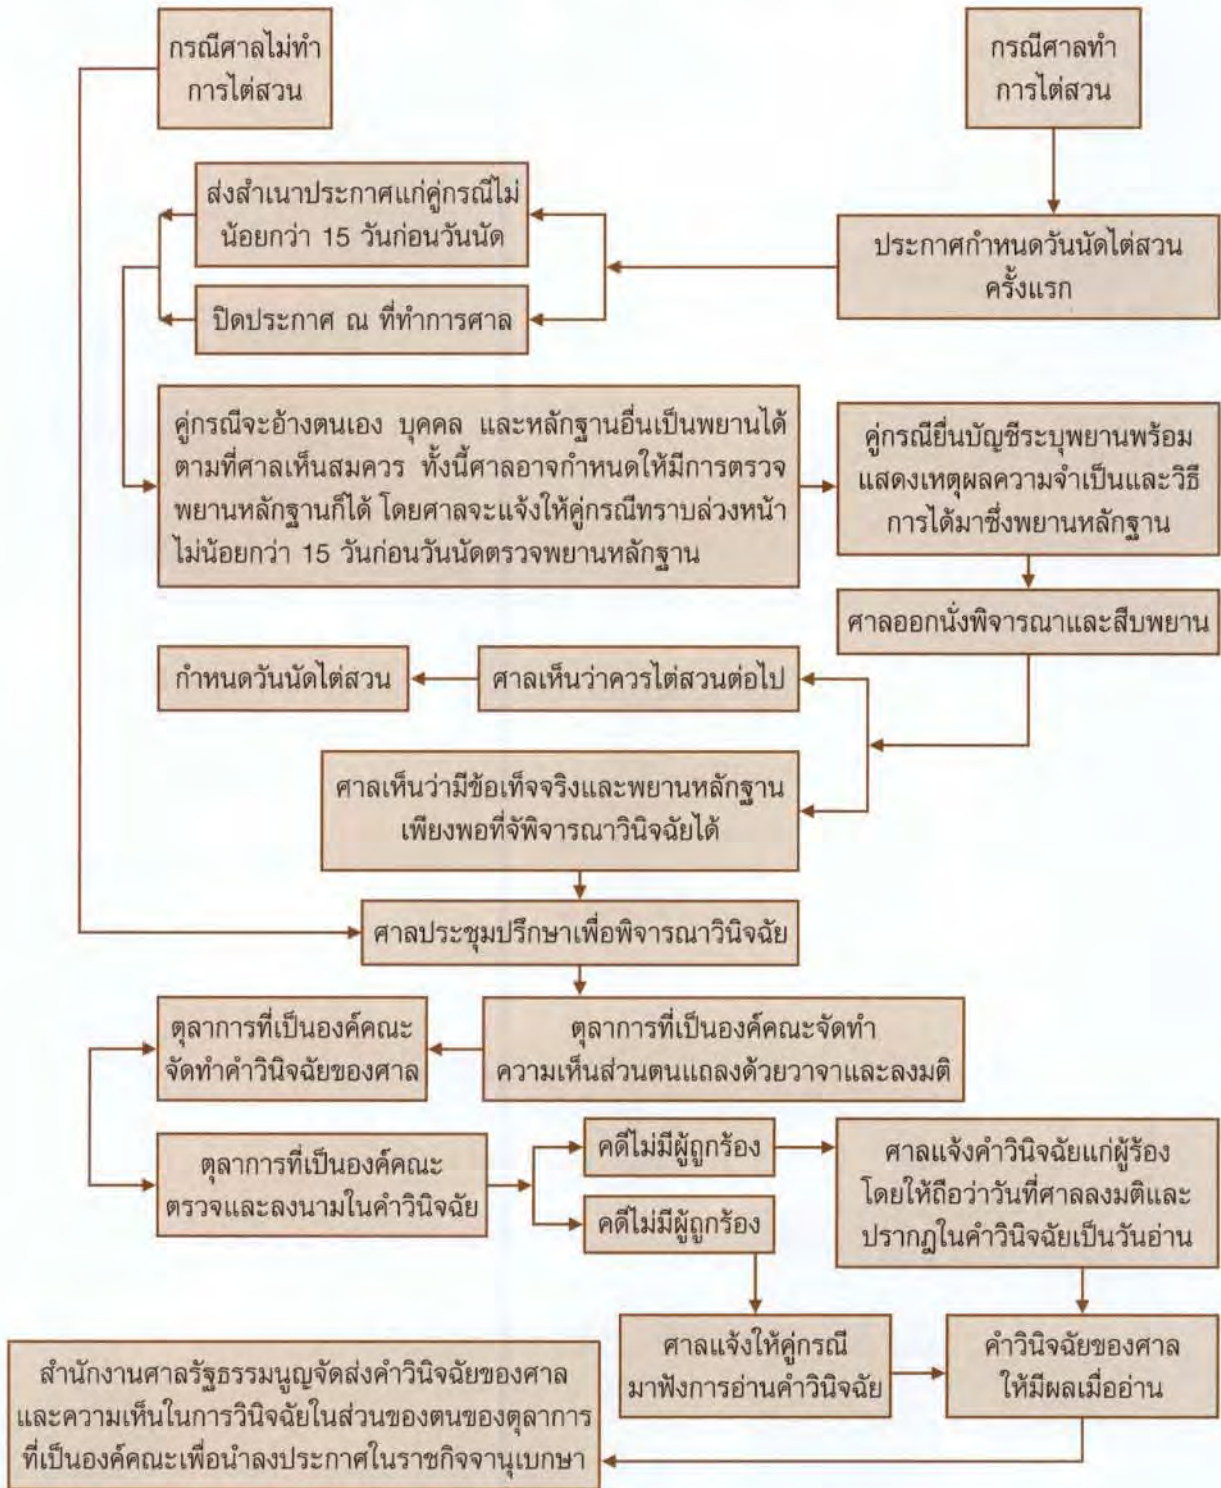 กรณีศาลไม่ทำ
การไต่สวน
กรณีศาลทำ
การไต่สวน
ส่งสำเนาประกาศแก่คู่กรณีไม่
น้อยกว่า 15 วันก่อนวันนัด
ประกาศกำหนดวันนัดไต่สวน
ครั้งแรก
ปิดประกาศ ณ ที่ทำการศาล
คู่กรณีจะอ้างตนเอง บุคคล และหลักฐานอื่นเป็นพยานได้
ตามที่ศาลเห็นสมควร ทั้งนี้ศาลอาจกำหนดให้มีการตรวจ
พยานหลักฐานก็ได้ โดยศาลจะแจ้งให้คู่กรณีทราบล่วงหน้า
ไม่น้อยกว่า 15 วันก่อนวันนัดตรวจพยานหลักฐาน
คู่กรณียื่นบัญชีระบุพยานพร้อม
แสดงเหตุผลความจำเป็นและวิธี
การได้มาซึ่งพยานหลักฐาน
ศาลออกนั่งพิจารณาและสืบพยาน
กำหนดวันนัดไต่สวน
ศาลเห็นว่าควรไต่สวนต่อไป
ศาลเห็นว่ามีข้อเท็จจริงและพยานหลักฐาน
เพียงพอที่จัพิจารณาวินิจฉัยได้
ศาลประชุมปรึกษาเพื่อพิจารณาวินิจฉัย
ตุลาการที่เป็นองค์คณะ
จัดทำคำวินิจฉัยของศาล
ตุลาการที่เป็นองค์คณะจัดทำ
ความเห็นส่วนตนแถลงด้วยวาจาและลงมติ
ตุลาการที่เป็นองค์คณะ
ตรวจและลงนามในคำวินิจฉัย
คดีไม่มีผู้ถูกร้อง
คดีไม่มีผู้ถูกร้อง
ศาลแจ้งคำวินิจฉัยแก่ผู้ร้อง
โดยให้ถือว่าวันที่ศาลลงมติและ
ปรากฏในคำวินิจฉัยเป็นวันอ่าน
ศาลแจ้งให้คู่กรณี
มาฟังการอ่านคำวินิจฉัย
คำวินิจฉัยของศาล
ให้มีผลเมื่ออ่าน
สำนักงานศาลรัฐธรรมนูญจัดส่งคำวินิจฉัยของศาล
และความเห็นในการวินิจฉัยในส่วนของตนของตุลาการ
ที่เป็นองค์คณะเพื่อนำลงประกาศในราชกิจจานุเบกษา